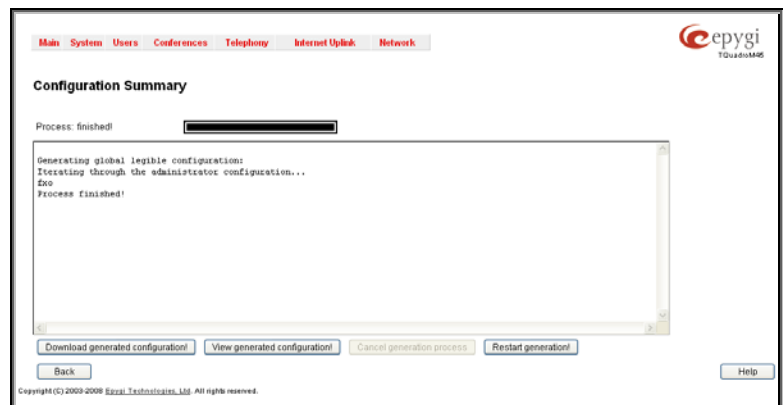 Main System Users Conferences Telephony Internet Uplink Network
epygi
TQuadroM45
Configuration Summary
Process: finished!
Generating global legible configuration:
Iterating through the administrator configuration...
fxo
Process finished!
Download generated configuration! View generated configuration! Cancel generation process Restart generation!
Back Help
Copyright (C) 2003-2008 Epygi Technologies, Ltd. All rights reserved.